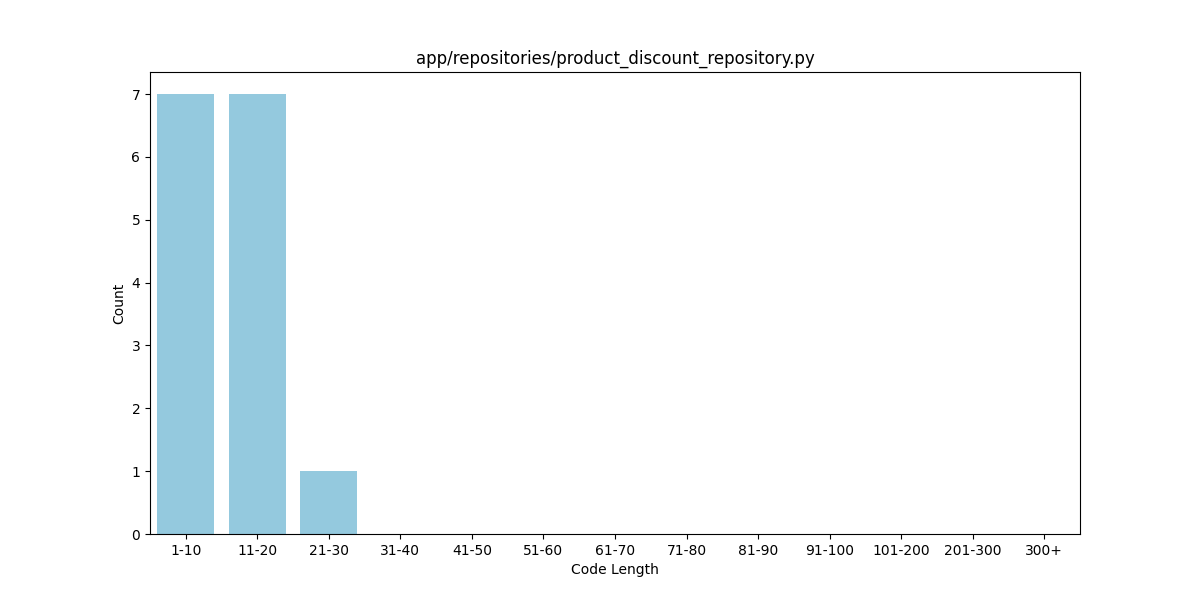 app/repositories/product_discount_repository.py
7
6
5
4
3
2
1
0
Count
1-10 11-20 21-30 31-40 41-50 51-60 61-70 71-80 81-90 91-100 101-200 201-300 300+
Code Length